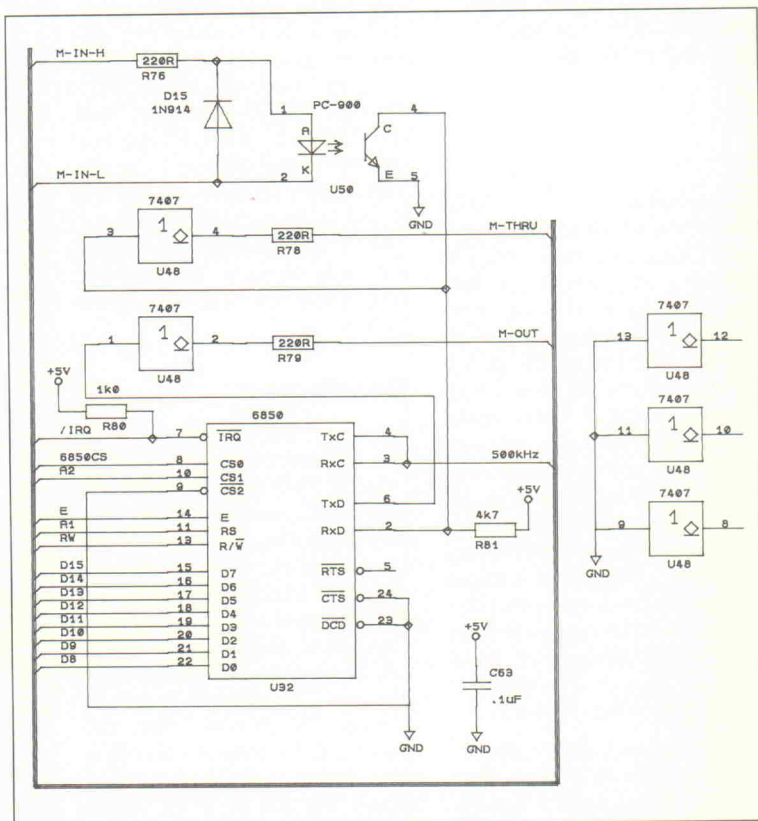 M-IN-H
220R
R76
D15
1N914
PC-900
1
4
A
C
K
E
2
5
M-IN-L
U50
GND
7407
3
1
4
220R
M-THRU
U48
R78
7407
1
1
2
220R
M-OUT
U48
R79
7407
13
1
12
U48
+5V
1k0
R80
6850
/IRQ
7
IRQ
TxC
4
6850CS
8
CS0
RxC
3
500kHz
A2
10
CS1
9
CS2
TxD
6
7407
11
1
10
U48
E
14
E
4k7
+5V
A1
11
RS
RxD
2
R81
RW
13
R/W
7407
9
1
8
U48
GND
D15
15
D7
RTS
5
D14
16
D6
D13
17
D5
CTS
24
D12
18
D4
D11
19
D3
DCD
23
D10
20
D2
D9
21
D1
D8
22
D0
U32
+5V
C63
.1uF
GND
GND